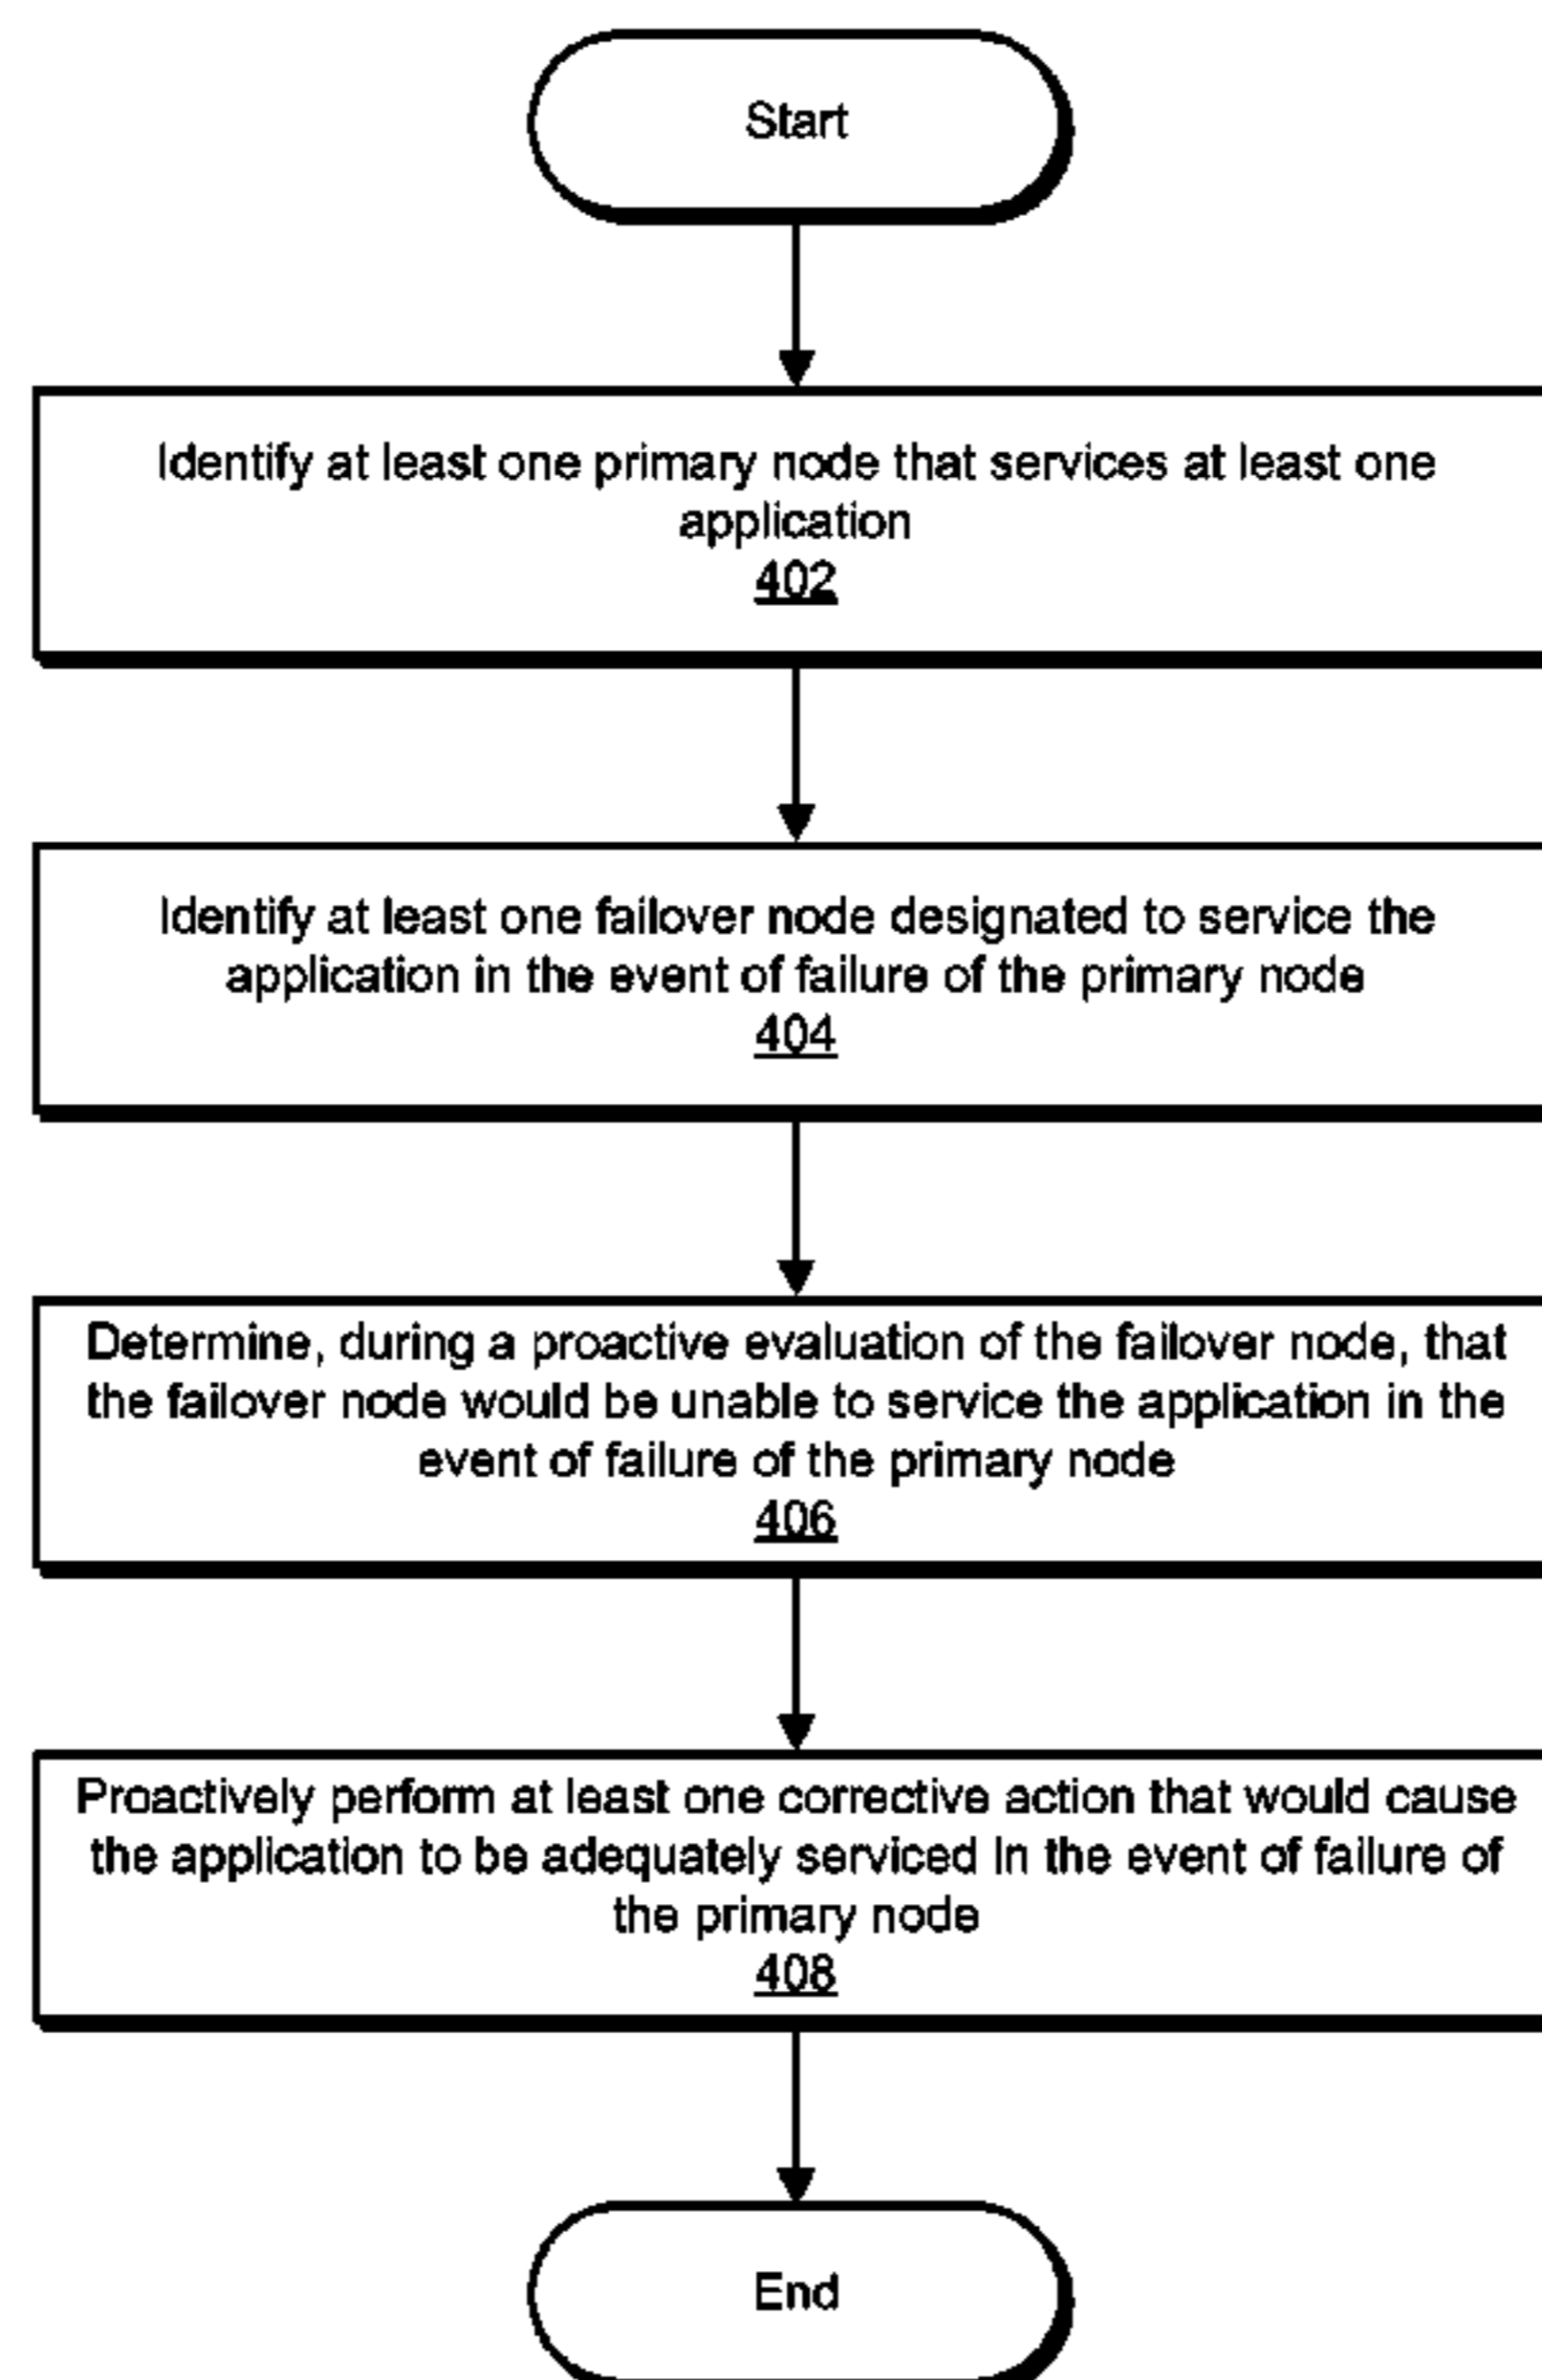 Start
Identify at least one primary node that services at least one
application
402
Identify at least one failover node designated to service the
application in the event of failure of the primary node
404
Determine, during a proactive evaluation of the failover node, that
the failover node would be unable to service the application in the
event of failure of the primary node
406
Proactively perform at least one corrective action that would cause
the application to be adequately serviced in the event of failure of
the primary node
408
End